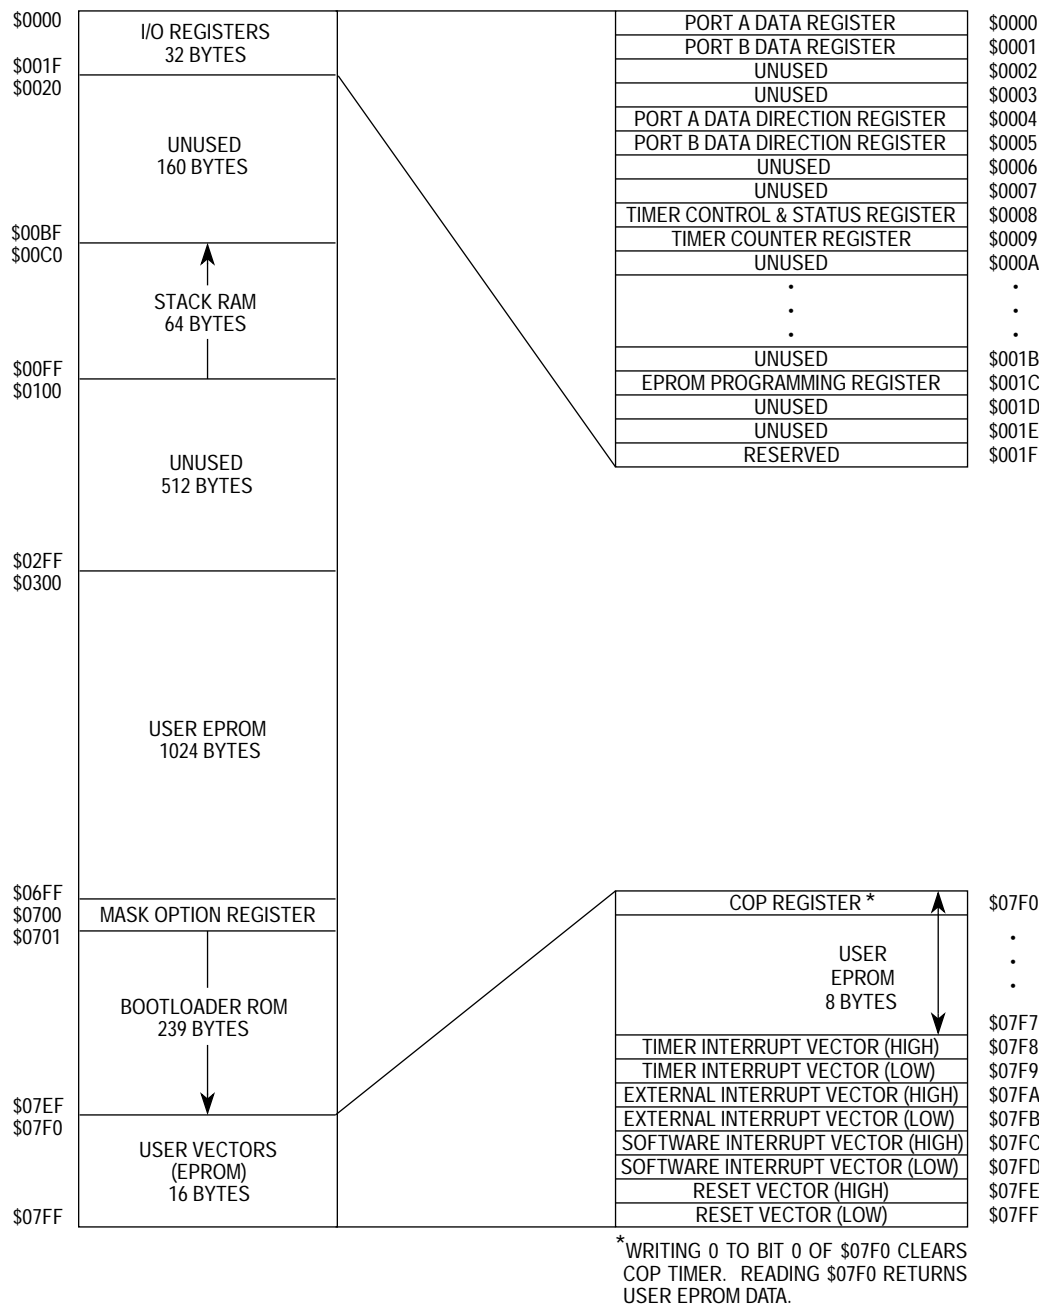 $0000
I/O REGISTERS
32 BYTES
$001F
$0020
UNUSED
160 BYTES
$00BF
$00C0
STACK RAM
64 BYTES
$00FF
$0100
UNUSED
512 BYTES
$02FF
$0300
USER EPROM
1024 BYTES
$06FF
$0700 MASK OPTION REGISTER
$0701
BOOTLOADER ROM
239 BYTES
$07EF
$07F0
USER VECTORS
(EPROM)
16 BYTES
$07FF
PORT A DATA REGISTER $0000
PORT B DATA REGISTER $0001
UNUSED $0002
UNUSED $0003
PORT A DATA DIRECTION REGISTER $0004
PORT B DATA DIRECTION REGISTER $0005
UNUSED $0006
UNUSED $0007
TIMER CONTROL & STATUS REGISTER $0008
TIMER COUNTER REGISTER $0009
UNUSED $000A
• •
• •
• •
UNUSED $001B
EPROM PROGRAMMING REGISTER $001C
UNUSED $001D
UNUSED $001E
RESERVED $001F
COP REGISTER * $07F0
•
USER
•
EPROM
•
8 BYTES
$07F7
TIMER INTERRUPT VECTOR (HIGH) $07F8
TIMER INTERRUPT VECTOR (LOW) $07F9
EXTERNAL INTERRUPT VECTOR (HIGH) $07FA
EXTERNAL INTERRUPT VECTOR (LOW) $07FB
SOFTWARE INTERRUPT VECTOR (HIGH) $07FC
SOFTWARE INTERRUPT VECTOR (LOW) $07FD
RESET VECTOR (HIGH) $07FE
RESET VECTOR (LOW) $07FF
*WRITING 0 TO BIT 0 OF $07F0 CLEARS
COP TIMER. READING $07F0 RETURNS
USER EPROM DATA.